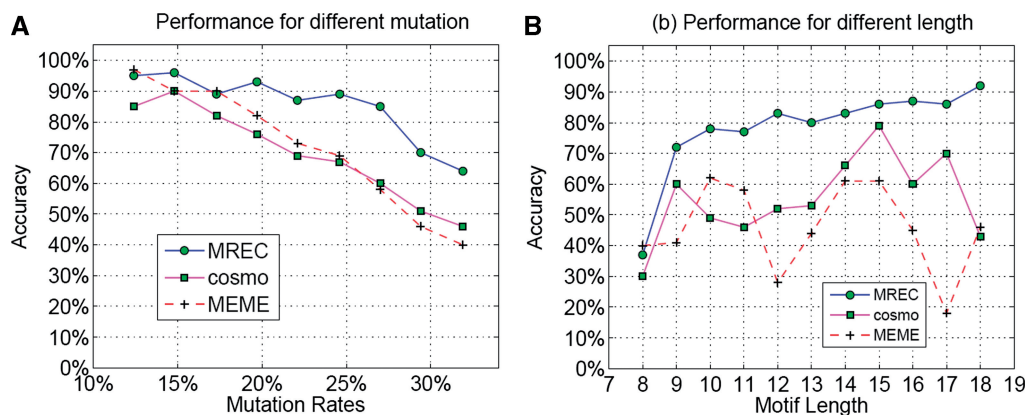 A
Performance for different mutation
100%
90%
80%
70%
60%
50%
40%
30%
20%
10%
0%
Accuracy
MREC
cosmo
MEME
10%
15%
20%
25%
30%
Mutation Rates
B
(b) Performance for different length
100%
90%
80%
70%
60%
50%
40%
30%
20%
10%
0%
Accuracy
MREC
cosmo
MEME
7
8
9
10
11
12
13
14
15
16
17
18
19
Motif Length